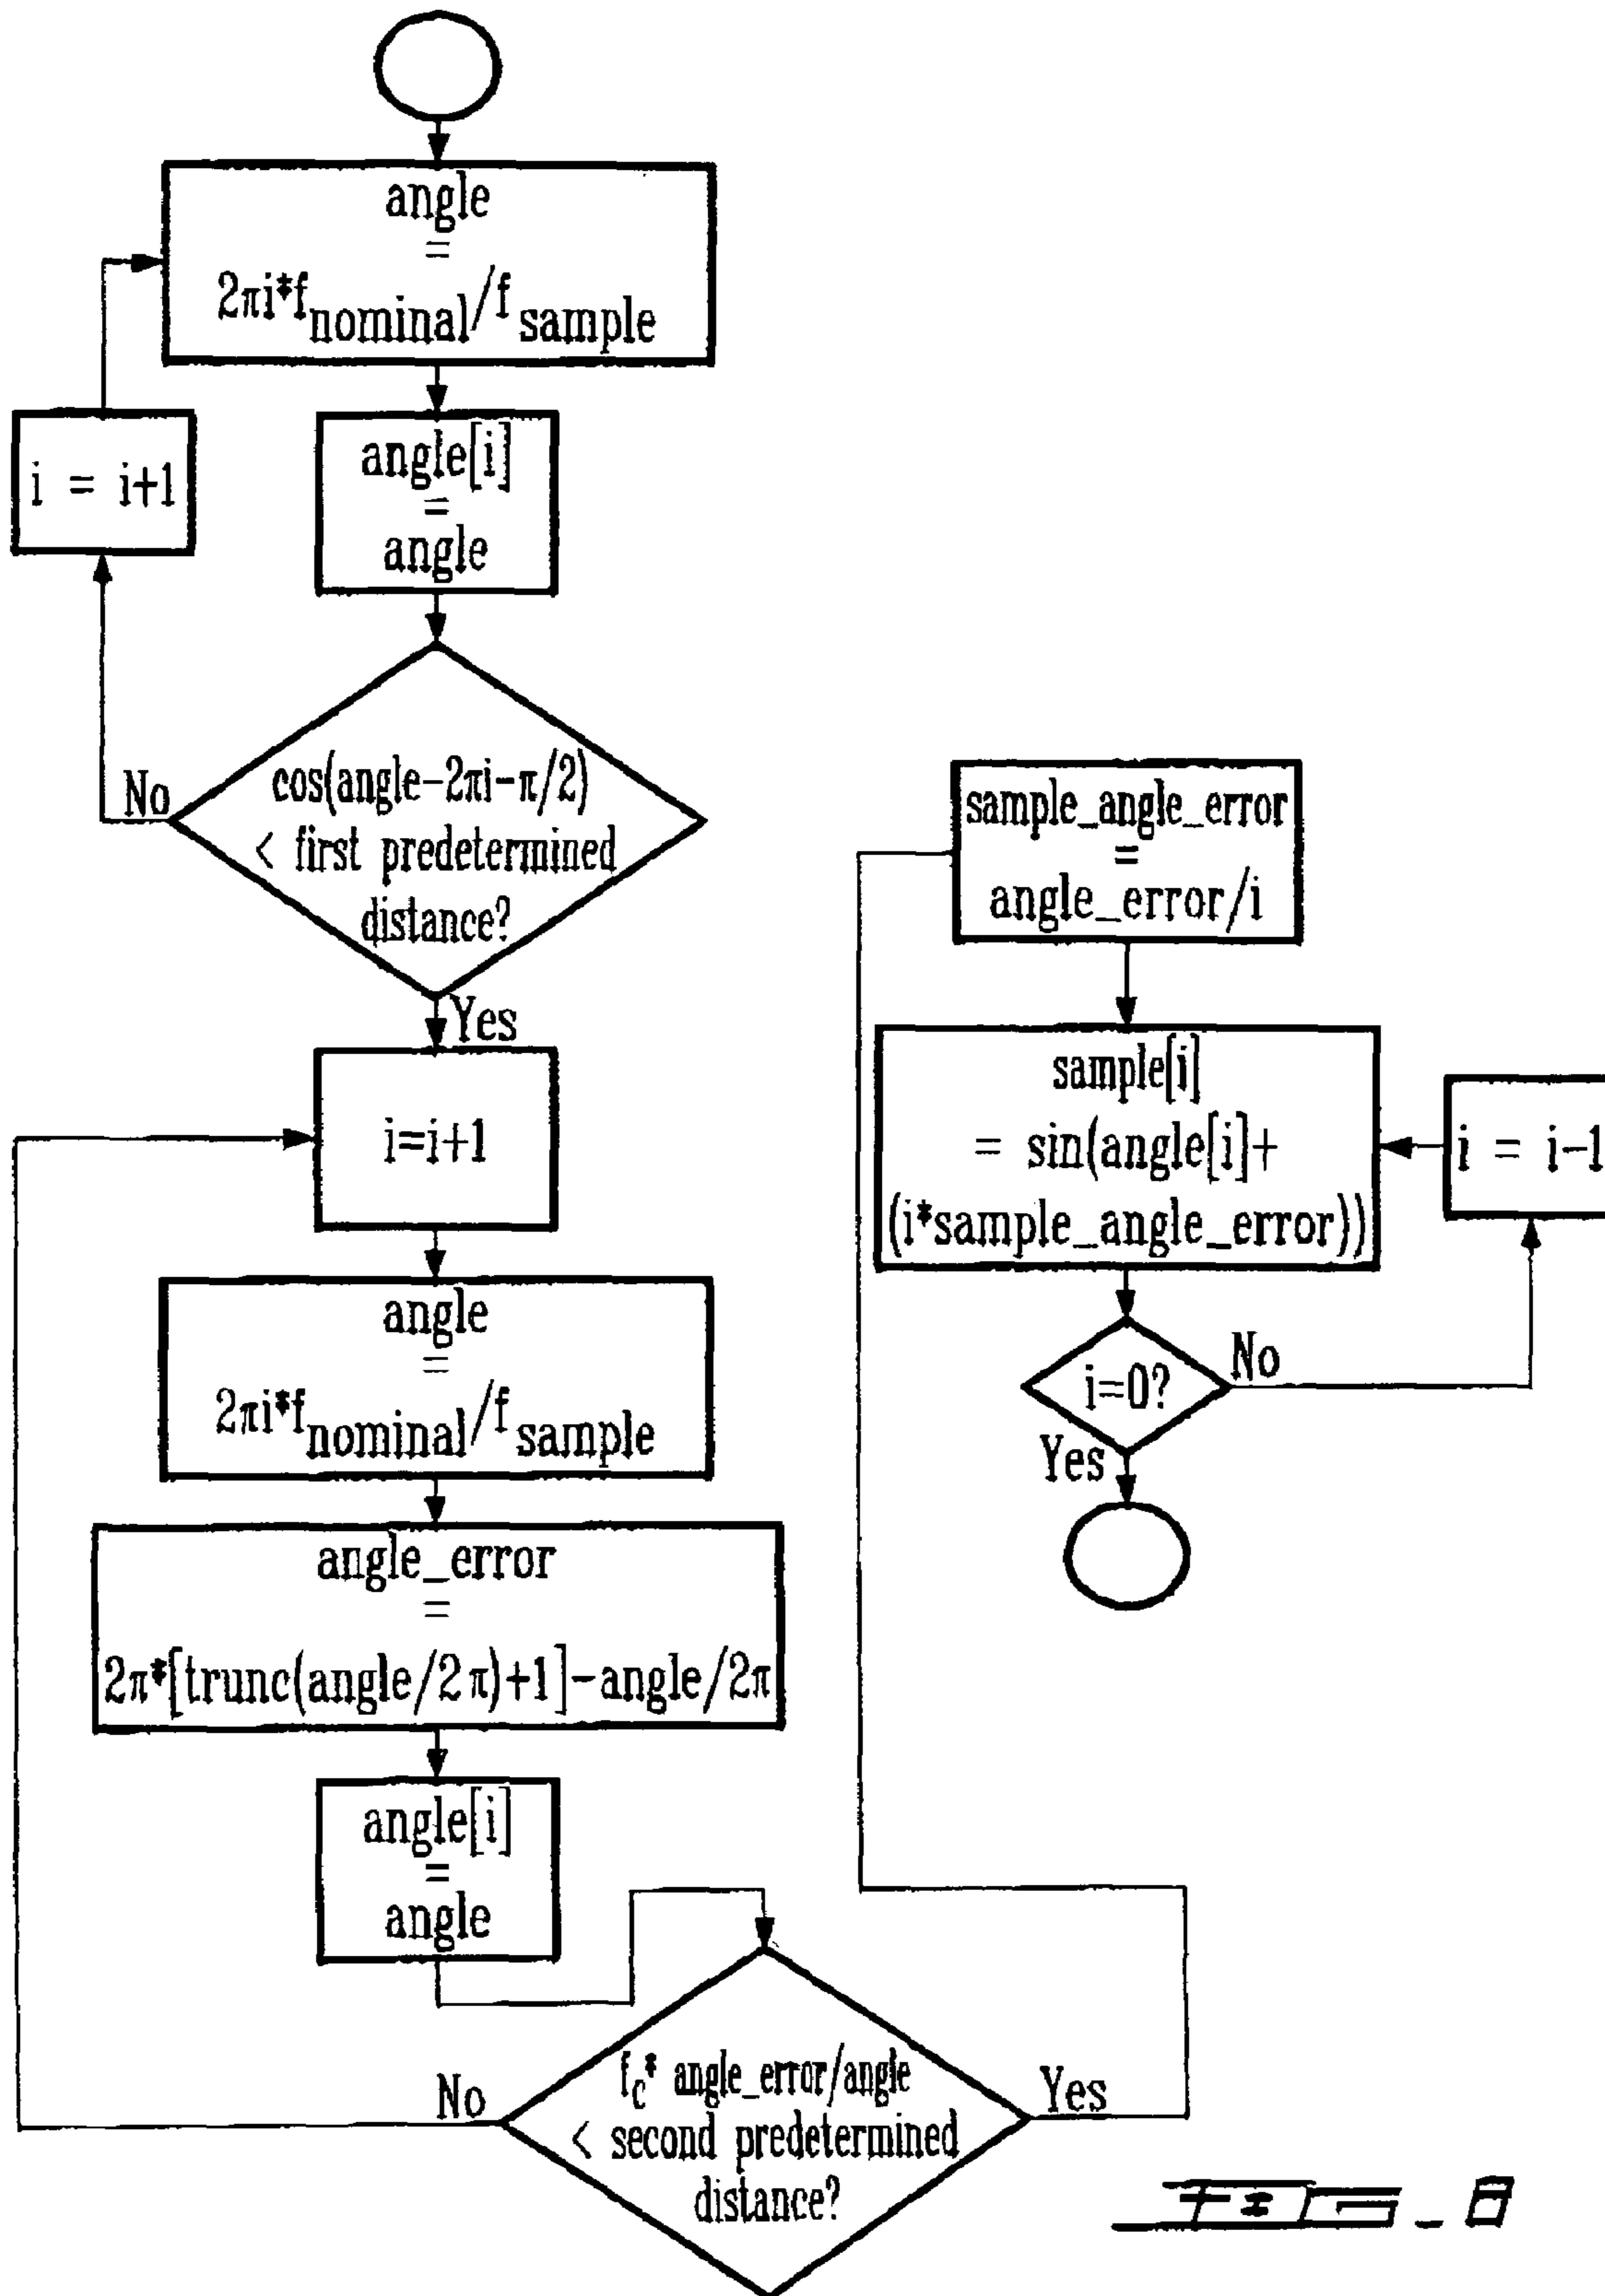 angle
=
2πi*f nominal/f sample
i = i+1
angle[i]
=
angle
No
cos(angle-2πi-π/2)
< first predetermined
distance?
Yes
i=i+1
angle
=
2πi*f nominal/f sample
angle_error
=
2π*[trunc(angle/2π)+1]-angle/2π
angle[i]
=
angle
No
f c* angle_error/angle
< second predetermined
distance?
Yes
sample_angle_error
=
angle_error/i
sample[i]
= sin(angle[i]+
(i*sample_angle_error))
i = i-1
i=0?
No
Yes
FIG_8